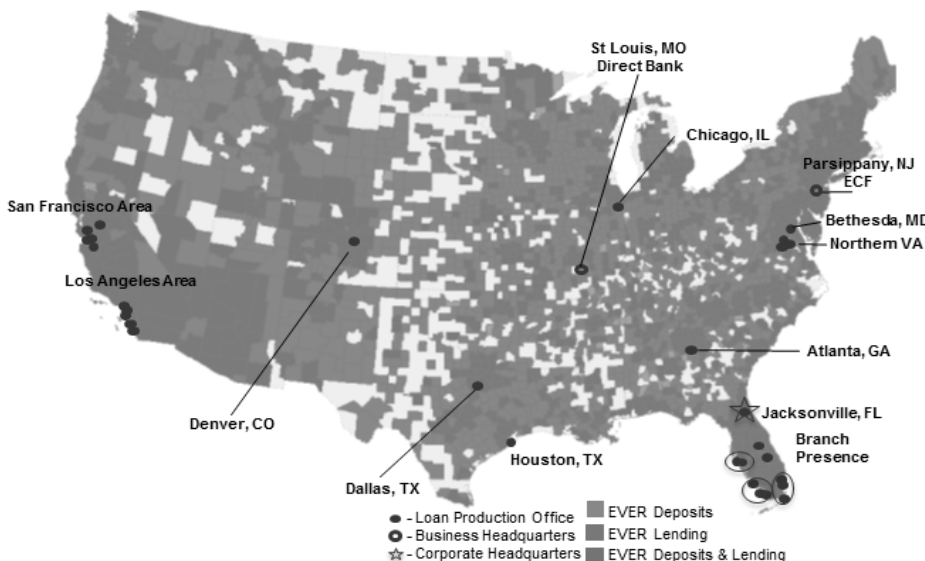 St Louis, MO
Direct Bank
Chicago, IL
Parsippany, NJ
ECF
San Francisco Area
Bethesda, MD
Northern VA
Los Angeles Area
Atlanta, GA
Denver, CO
Jacksonville, FL
Branch
Presence
Houston, TX
Dallas, TX
- Loan Production Office
EVER Deposits
- Business Headquarters
EVER Lending
- Corporate Headquarters
EVER Deposits & Lending